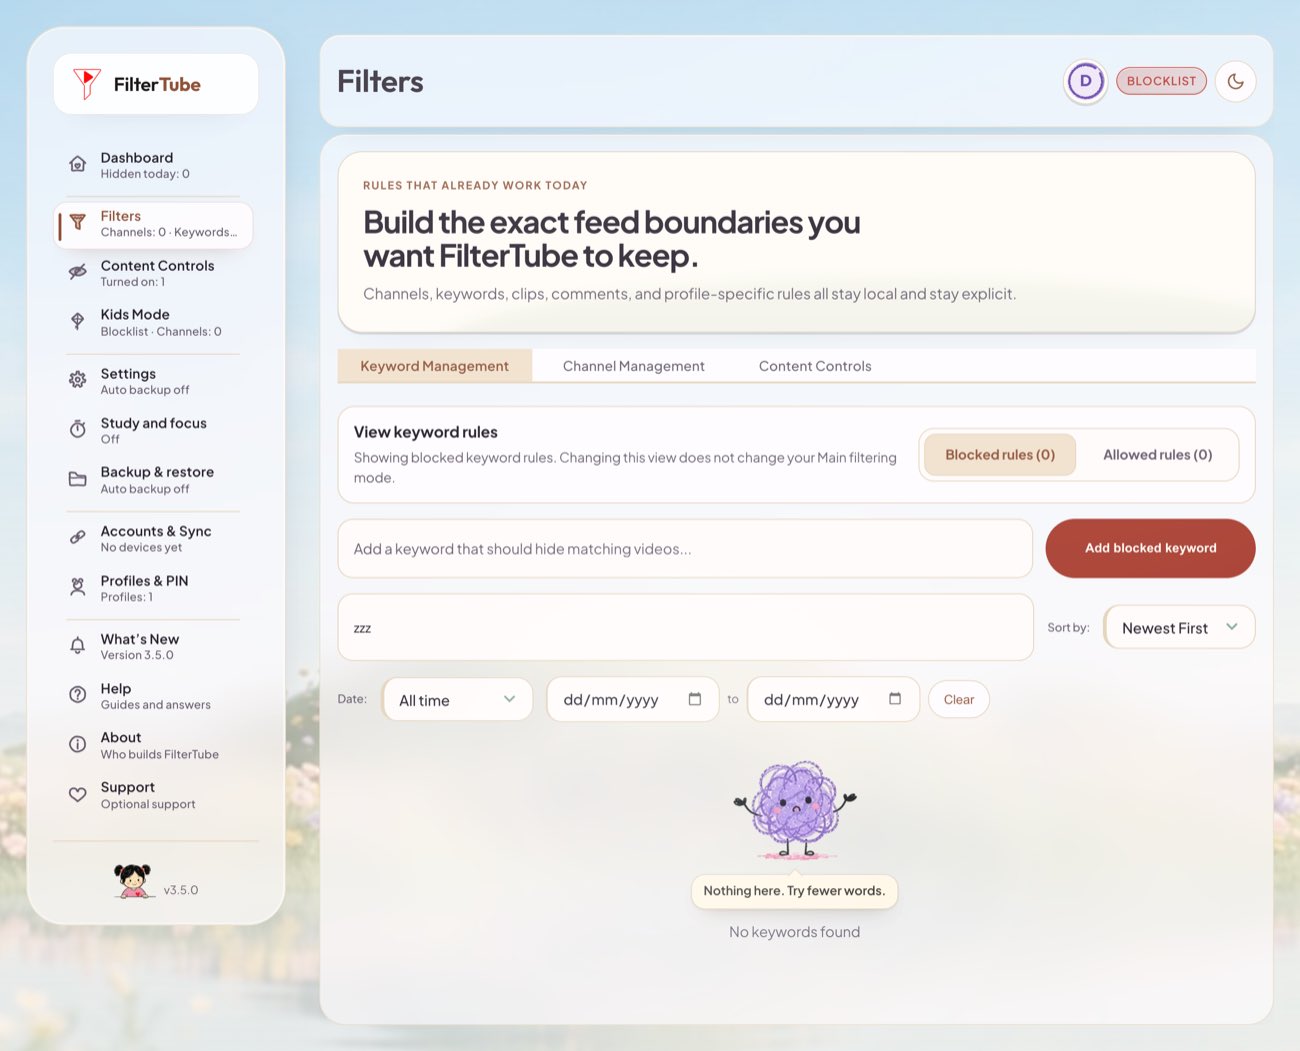 FilterTube
Dashboard
Hidden today: 0
Filters
Channels: 0 · Keywords...
Content Controls
Turned on: 1
Kids Mode
Blocklist · Channels: 0
Settings
Auto backup off
Study and focus
Off
Backup & restore
Auto backup off
Accounts & Sync
No devices yet
Profiles & PIN
Profiles: 1
What's New
Version 3.5.0
Help
Guides and answers
About
Who builds FilterTube
Support
Optional support
v3.5.0
Filters
D
BLOCKLIST
RULES THAT ALREADY WORK TODAY
Build the exact feed boundaries you
want FilterTube to keep.
Channels, keywords, clips, comments, and profile-specific rules all stay local and stay explicit.
Keyword Management
Channel Management
Content Controls
View keyword rules
Showing blocked keyword rules. Changing this view does not change your Main filtering
mode.
Blocked rules (0)
Allowed rules (0)
Add a keyword that should hide matching videos...
Add blocked keyword
zzz
Sort by:
Newest First
Date:
All time
dd/mm/yyyy
to
dd/mm/yyyy
Clear
Nothing here. Try fewer words.
No keywords found